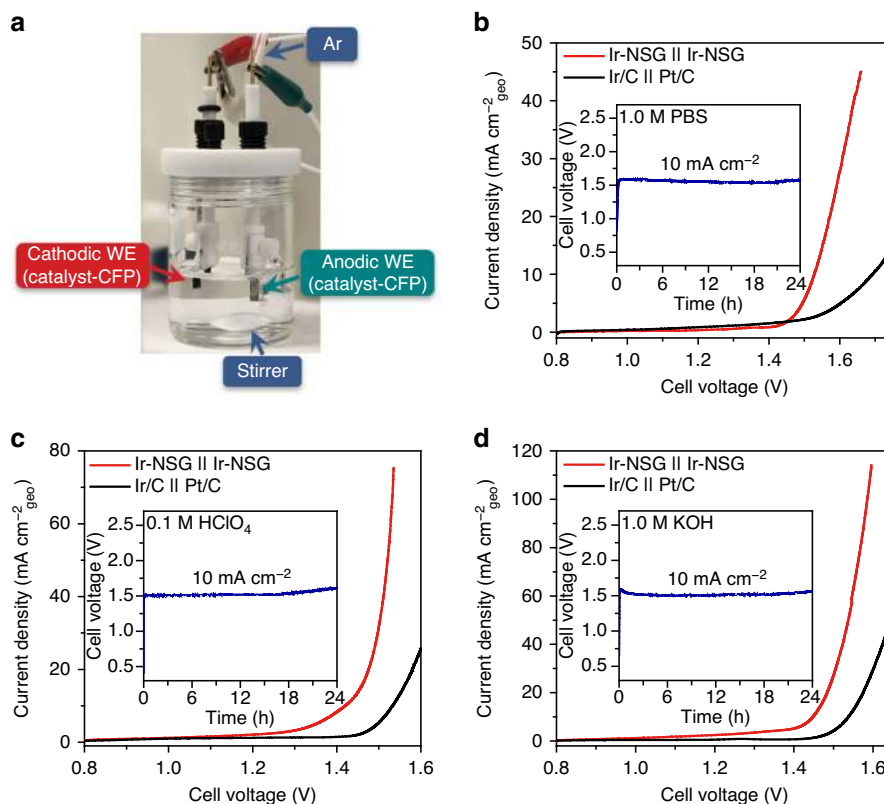 a
Ar
Cathodic WE
(catalyst-CFP)
Anodic WE
(catalyst-CFP)
Stirrer
b
Ir-NSG II Ir-NSG
Ir/C II Pt/C
1.0 M PBS
10 mA cm⁻²
Cell voltage (V)
2.5
2.0
1.5
1.0
0.5
0 6 12 18 24
Time (h)
Current density (mA cm⁻²geo)
50
40
30
20
10
0
0.8 1.0 1.2 1.4 1.6
Cell voltage (V)
c
Ir-NSG II Ir-NSG
Ir/C II Pt/C
0.1 M HClO₄
10 mA cm⁻²
Cell voltage (V)
2.5
2.0
1.5
1.0
0.5
0 6 12 18 24
Time (h)
Current density (mA cm⁻²geo)
80
60
40
20
0
0.8 1.0 1.2 1.4 1.6
Cell voltage (V)
d
Ir-NSG II Ir-NSG
Ir/C II Pt/C
1.0 M KOH
10 mA cm⁻²
Cell voltage (V)
2.5
2.0
1.5
1.0
0.5
0 6 12 18 24
Time (h)
Current density (mA cm⁻²geo)
120
100
80
60
40
20
0
0.8 1.0 1.2 1.4 1.6
Cell voltage (V)